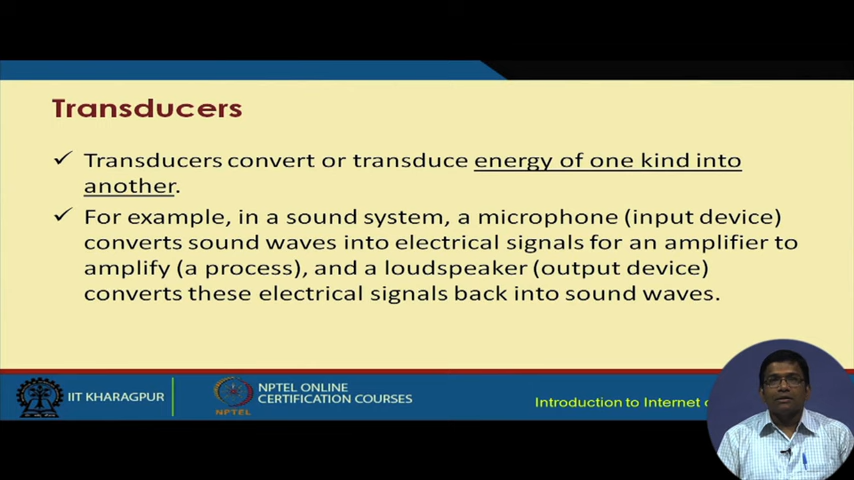 Transducers
✓ Transducers convert or transduce energy of one kind into
another.
✓ For example, in a sound system, a microphone (input device)
converts sound waves into electrical signals for an amplifier to
amplify (a process), and a loudspeaker (output device)
converts these electrical signals back into sound waves.
IIT KHARAGPUR
NPTEL
NPTEL ONLINE
CERTIFICATION COURSES
Introduction to Internet